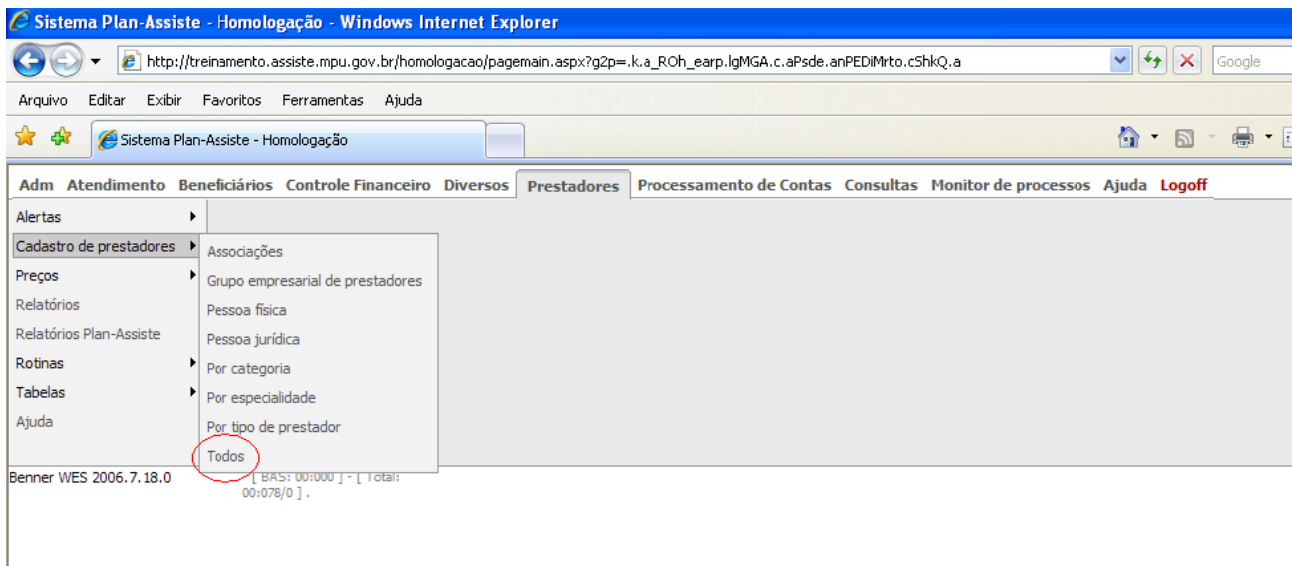 Sistema Plan-Assiste - Homologação - Windows Internet Explorer
http://treinamento.assiste.mpu.gov.br/homologacao/pagemain.aspx?g2p=.k.a_ROh_earp.lgMGA.c.aPsde.anPEDiMrto.cShkQ.a
Google
Arquivo Editar Exibir Favoritos Ferramentas Ajuda
Sistema Plan-Assiste - Homologação
Adm Atendimento Beneficiários Controle Financeiro Diversos Prestadores Processamento de Contas Consultas Monitor de processos Ajuda Logoff
Alertas
Cadastro de prestadores
Preços
Relatórios
Relatórios Plan-Assiste
Rotinas
Tabelas
Ajuda
Associações
Grupo empresarial de prestadores
Pessoa física
Pessoa jurídica
Por categoria
Por especialidade
Por tipo de prestador
Todos
Benner WES 2006.7.18.0
[ BAS: 00:000 ] - [ Total:
00:078/0 ] .